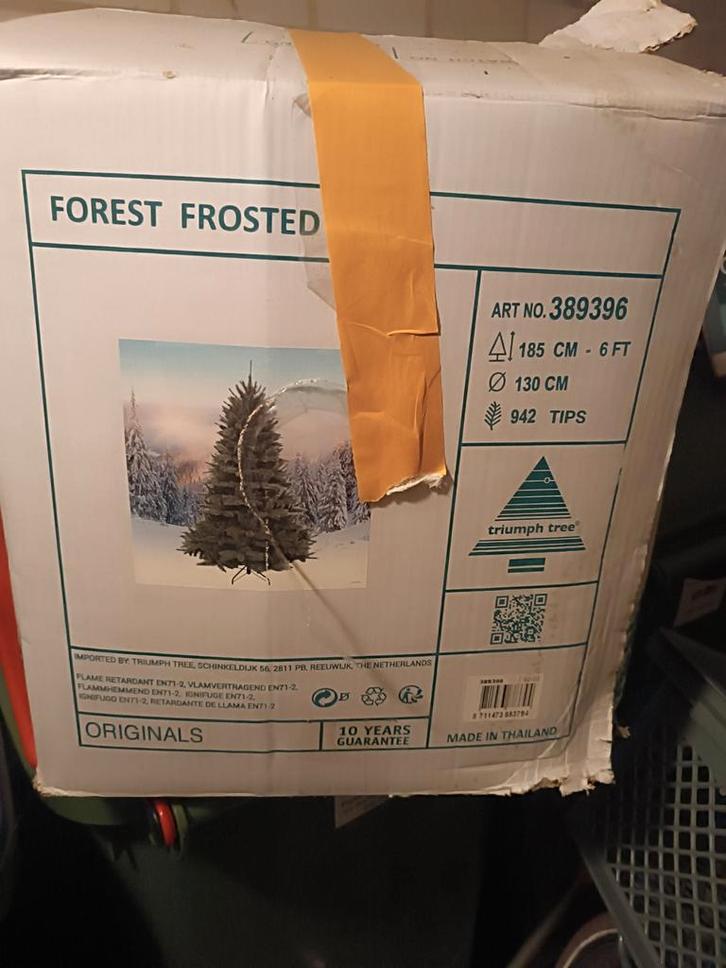 FOREST FROSTED
ART NO. 389396
185 CM - 6 FT
130 CM
942 TIPS
triumph tree®
IMPORTED BY: TRIUMPH TREE, SCHINKELDIJK 56, 2811 PB, REEUWIJK, THE NETHERLANDS
FLAME RETARDANT EN71-2, VLAMVERTRAGEND EN71-2,
FLAMMHEMMEND EN71-2, IGNIFUGE EN71-2,
IGNIFUGO EN71-2, RETARDANTE DE LLAMA EN71-2
389396
ORIGINALS
10 YEARS
GUARANTEE
MADE IN THAILAND